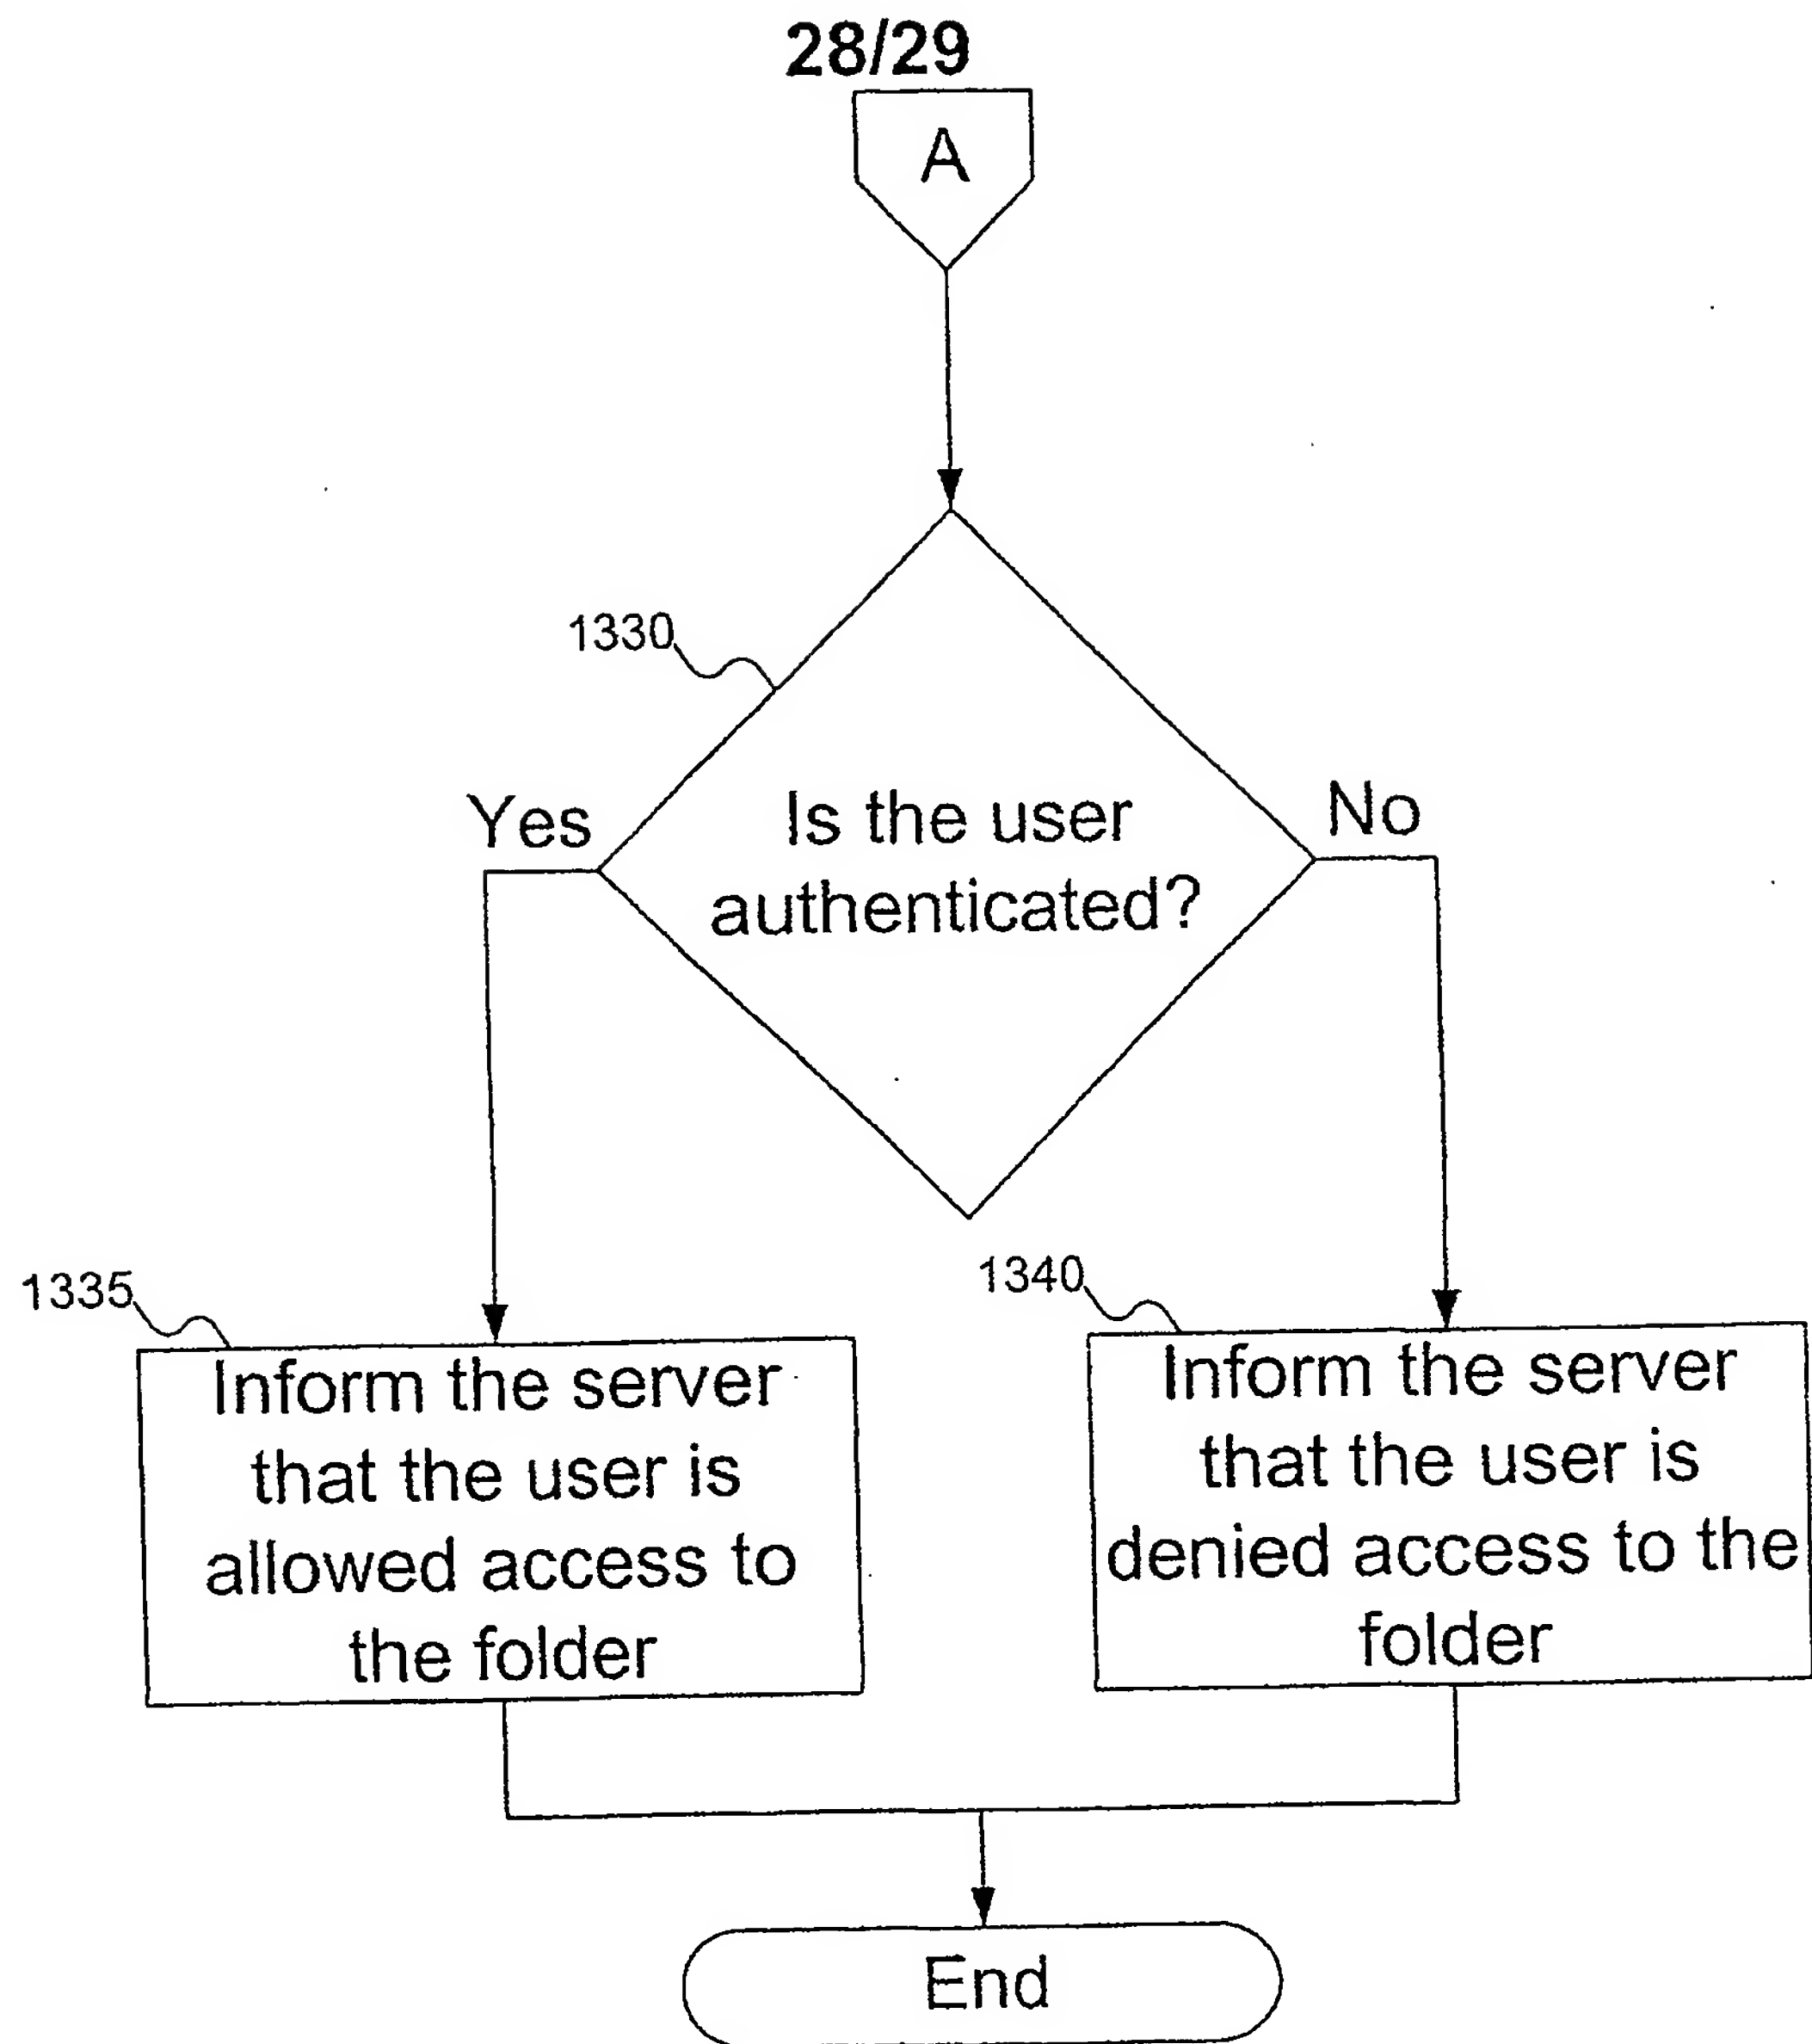 28/29
A
1330
Yes
Is the user
authenticated?
No
1335
Inform the server
that the user is
allowed access to
the folder
1340
Inform the server
that the user is
denied access to the
folder
End